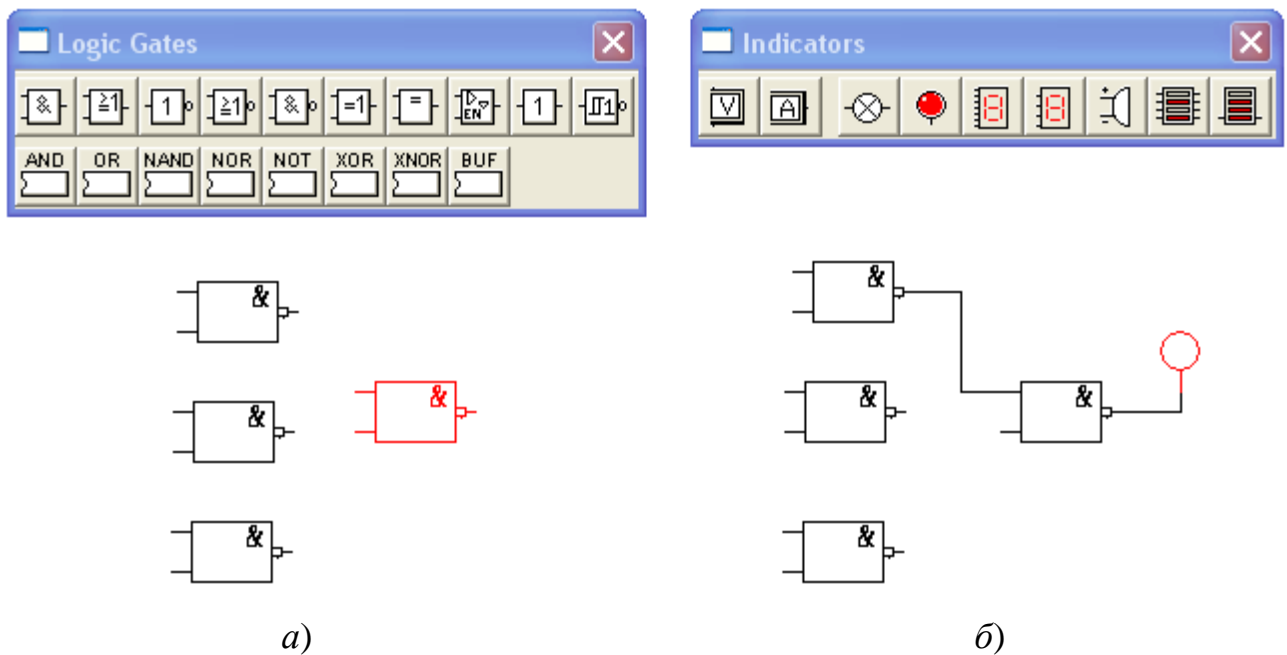 Logic Gates
& ≥1 1 ≥1 & =1 = EN 1 1
AND OR NAND NOR NOT XOR XNOR BUF
&
&
&
&
а)
Indicators
V A
&
&
&
&
б)